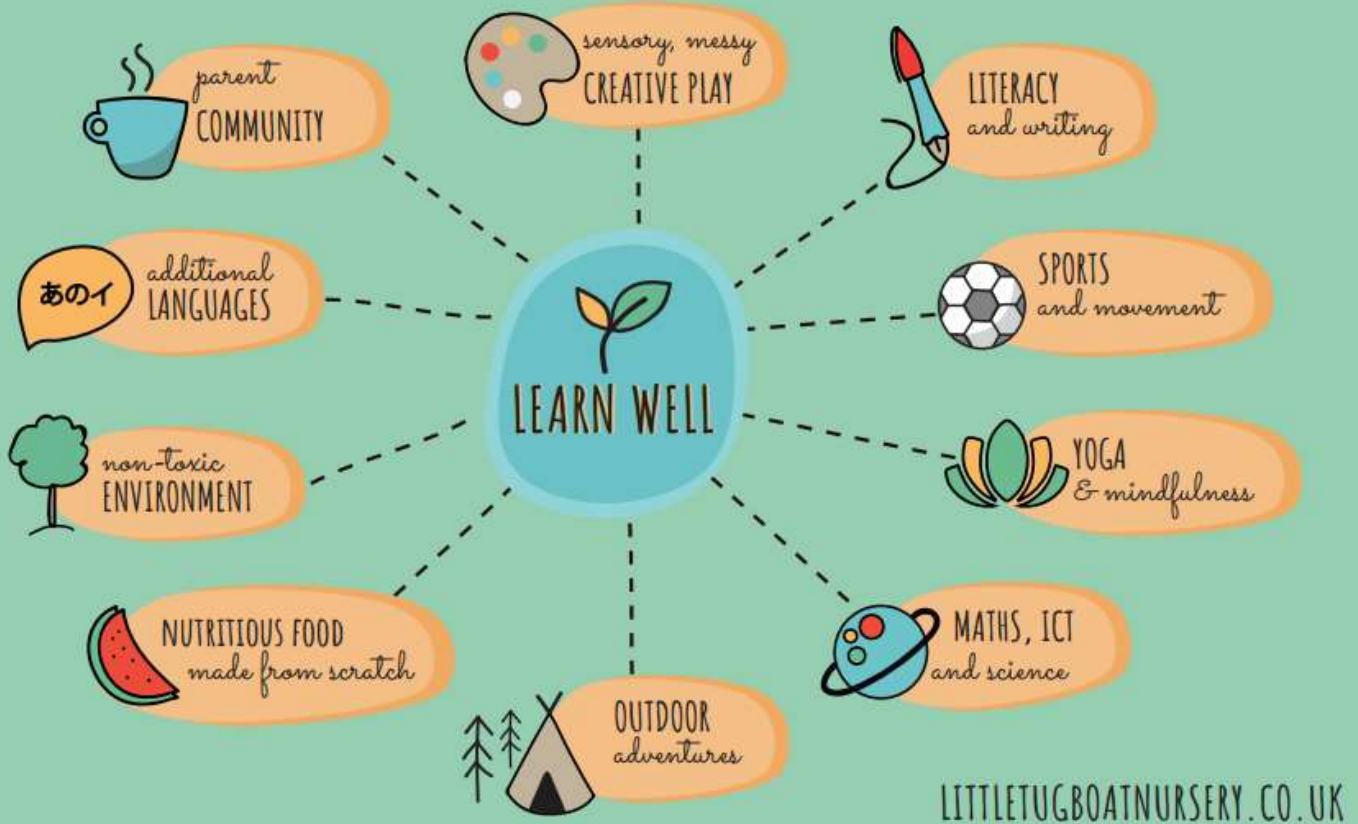 parent
COMMUNITY
sensory, messy
CREATIVE PLAY
LITERACY
and writing
あのイ
additional
LANGUAGES
SPORTS
and movement
LEARN WELL
non-toxic
ENVIRONMENT
YOGA
& mindfulness
NUTRITIOUS FOOD
made from scratch
MATHS, ICT
and science
OUTDOOR
adventures
LITTLETUGBOATNURSERY.CO.UK